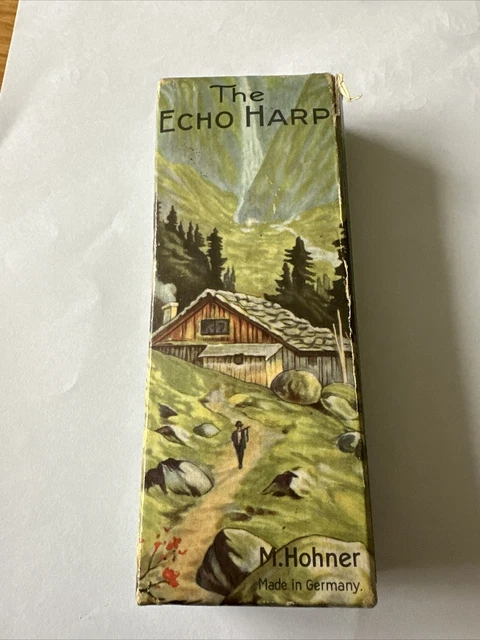 The
ECHO HARP
M. Hohner
Made in Germany.